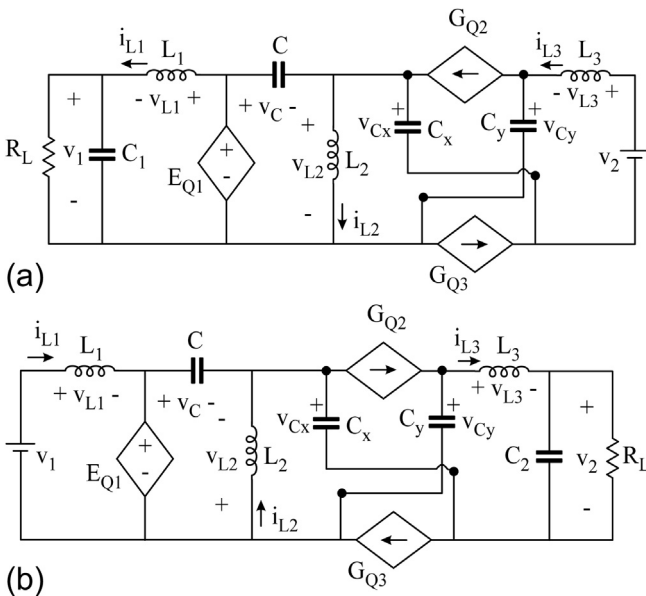 G_Q2
i_L1 L_1 C i_L3 L_3
- v_L1 + + v_C - + + - v_L3 +
+ v_Cx C_x C_y v_Cy
R_L v_1 C_1 + - v_L2 L_2 v_2
E_Q1
- - i_L2
G_Q3
(a)
G_Q2
i_L1 L_1 C i_L3 L_3
+ v_L1 - + v_C - - + + + v_L3 - +
v_Cx C_x C_y v_Cy
v_1 + - v_L2 L_2 C_2 v_2 R_L
E_Q1
+ i_L2 -
G_Q3
(b)